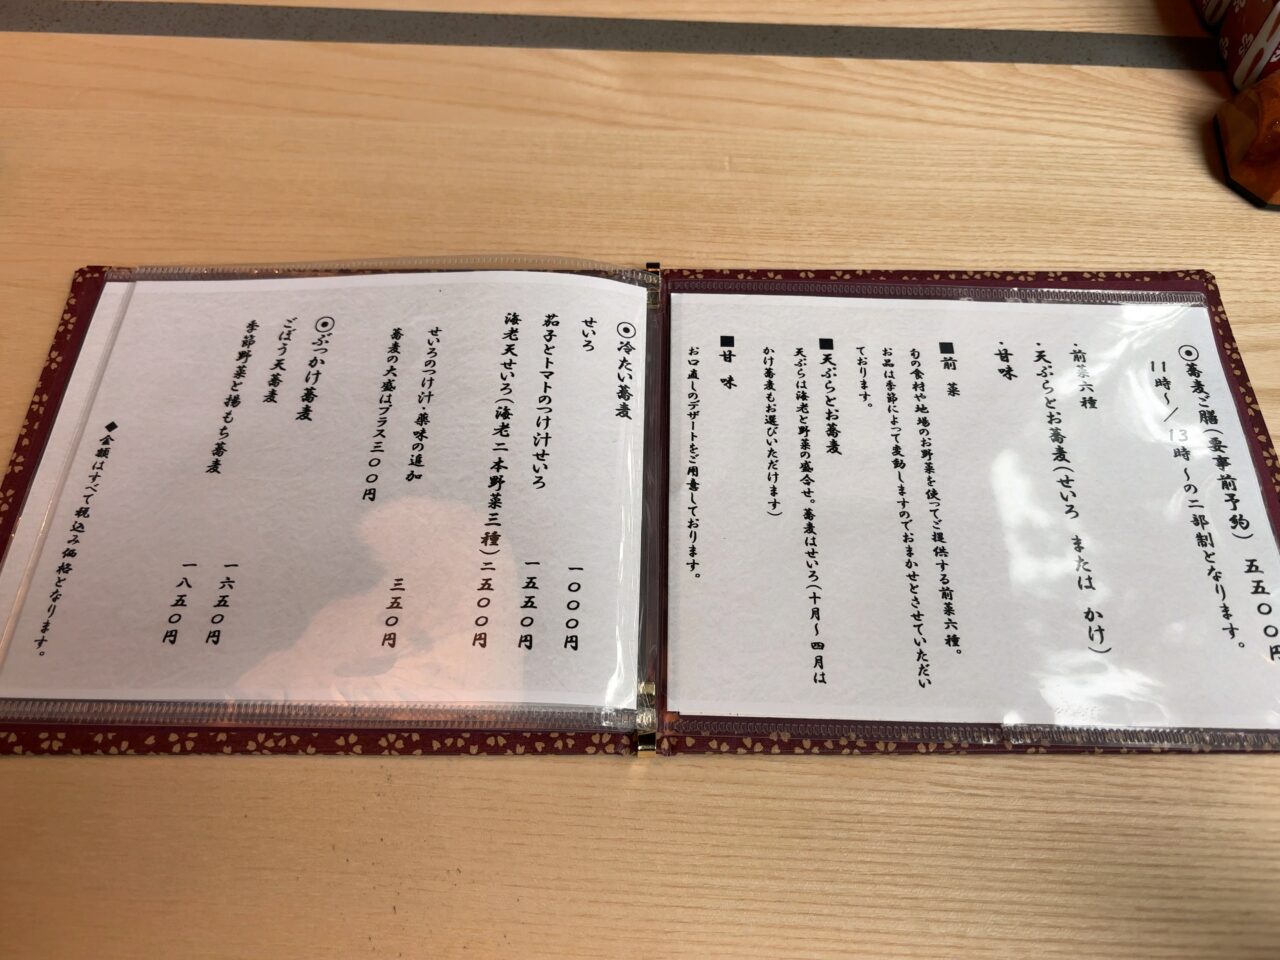 ◉蕎麦ご膳(要事前予約) 五五〇〇円
11時～/13時～の二部制となります。
・前菜六種
・天ぷらとお蕎麦(せいろ または かけ)
・甘味
■前 菜
旬の食材や地場のお野菜を使ってご提供する前菜六種。
お品は季節によって変動しますのでおまかせとさせていただい
ております。
■天ぷらとお蕎麦
天ぷらは海老と野菜の盛合せ。蕎麦はせいろ(十月～四月は
かけ蕎麦もお選びいただけます)
■甘 味
お口直しのデザートをご用意しております。
◉冷たい蕎麦
せいろ 一〇〇〇円
茄子とトマトのつけ汁せいろ 一五五〇円
海老天せいろ(海老二本野菜三種) 二五〇〇円
せいろのつけ汁・薬味の追加 三五〇円
蕎麦の大盛はプラス三〇〇円
◉ぶっかけ蕎麦
ごぼう天蕎麦 一六五〇円
季節野菜と揚もち蕎麦 一八五〇円
◆金額はすべて税込み価格となります。